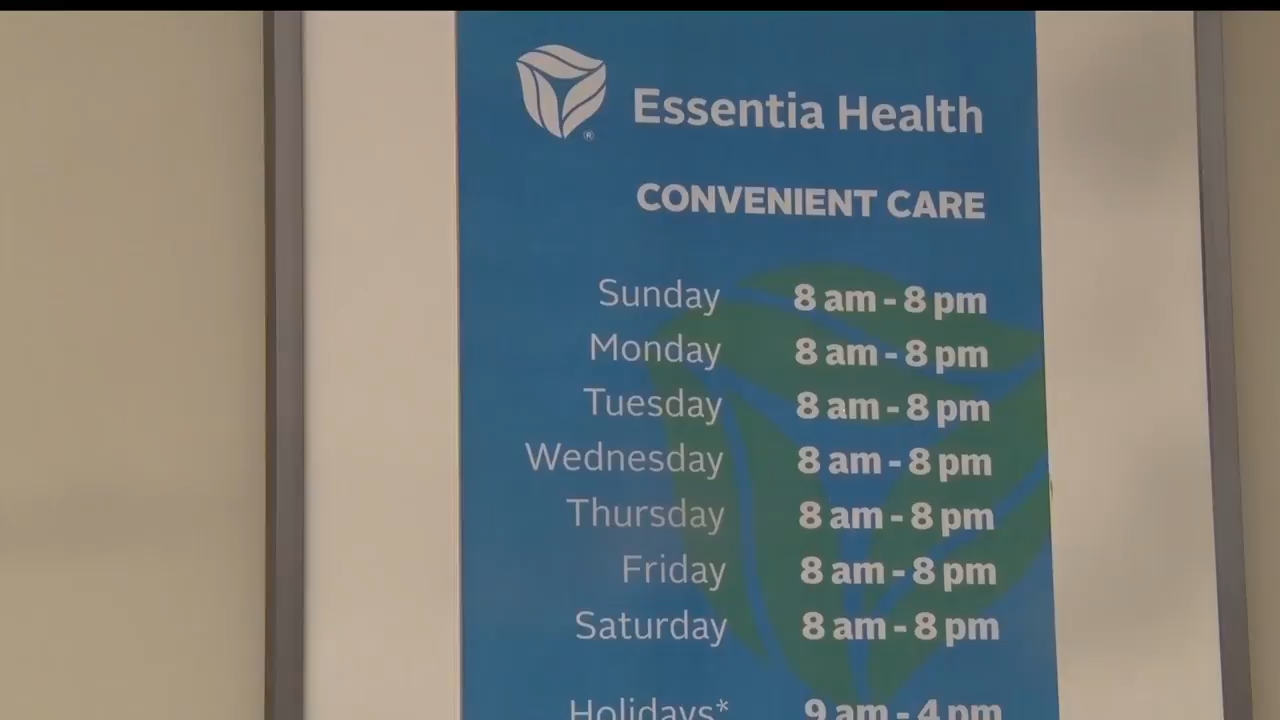 Essentia Health
®
CONVENIENT CARE
Sunday 8 am - 8 pm
Monday 8 am - 8 pm
Tuesday 8 am - 8 pm
Wednesday 8 am - 8 pm
Thursday 8 am - 8 pm
Friday 8 am - 8 pm
Saturday 8 am - 8 pm
Holidays* 9 am - 4 pm